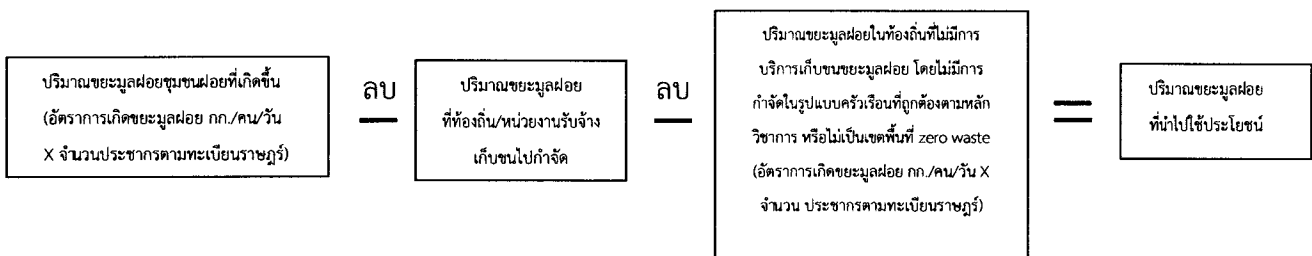 ปริมาณขยะมูลฝอยชุมชนฝอยที่เกิดขึ้น
(อัตราการเกิดขยะมูลฝอย กก./คน/วัน
X จำนวนประชากรตามทะเบียนราษฎร์)
ลบ
ปริมาณขยะมูลฝอย
ที่ท้องถิ่น/หน่วยงานรับจ้าง
เก็บขนไปกำจัด
ลบ
ปริมาณขยะมูลฝอยในท้องถิ่นที่ไม่มีการ
บริการเก็บขนขยะมูลฝอย โดยไม่มีการ
กำจัดในรูปแบบครัวเรือนที่ถูกต้องตามหลัก
วิชาการ หรือไม่เป็นเขตพื้นที่ zero waste
(อัตราการเกิดขยะมูลฝอย กก./คน/วัน X
จำนวน ประชากรตามทะเบียนราษฎร์)
=
ปริมาณขยะมูลฝอย
ที่นำไปใช้ประโยชน์